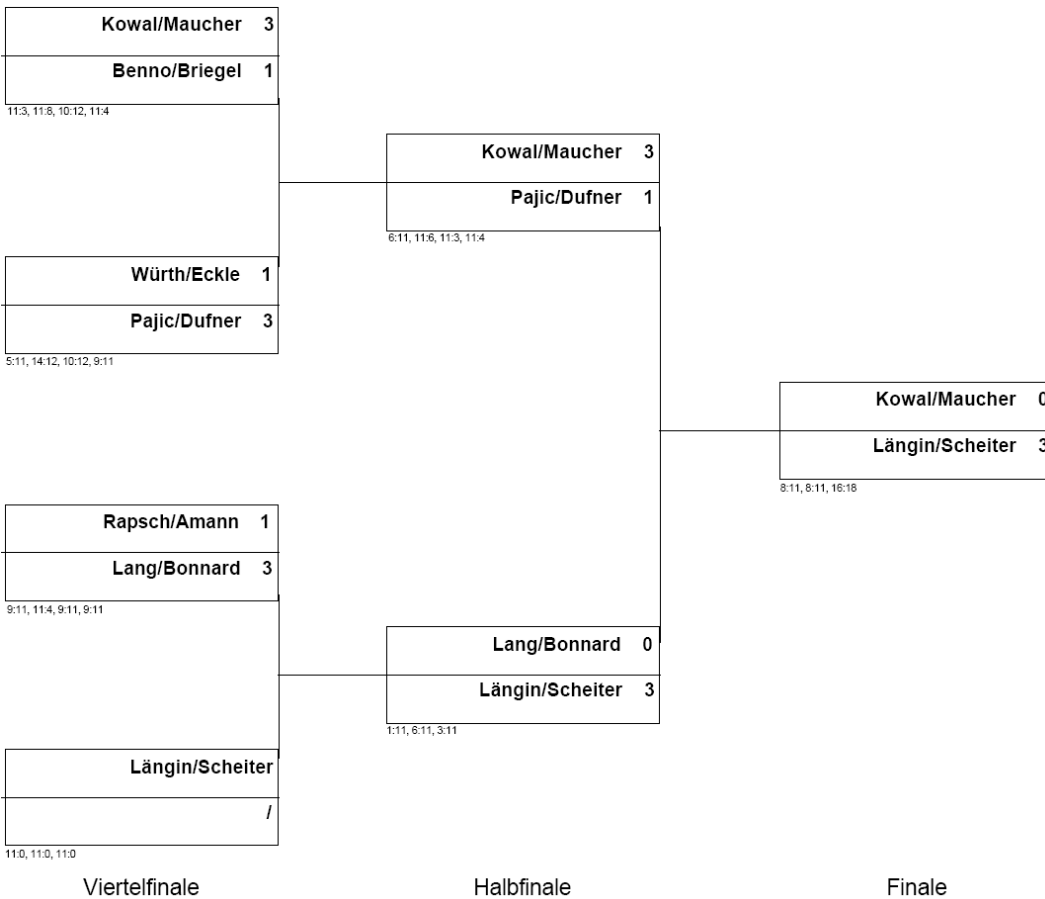 Kowal/Maucher 3
Benno/Briegel 1
11:3, 11:8, 10:12, 11:4
Würth/Eckle 1
Pajic/Dufner 3
5:11, 14:12, 10:12, 9:11
Rapsch/Amann 1
Lang/Bonnard 3
9:11, 11:4, 9:11, 9:11
Längin/Scheiter
/
11:0, 11:0, 11:0
Viertelfinale
Kowal/Maucher 3
Pajic/Dufner 1
6:11, 11:6, 11:3, 11:4
Lang/Bonnard 0
Längin/Scheiter 3
1:11, 6:11, 3:11
Halbfinale
Kowal/Maucher 0
Längin/Scheiter 3
8:11, 8:11, 16:18
Finale